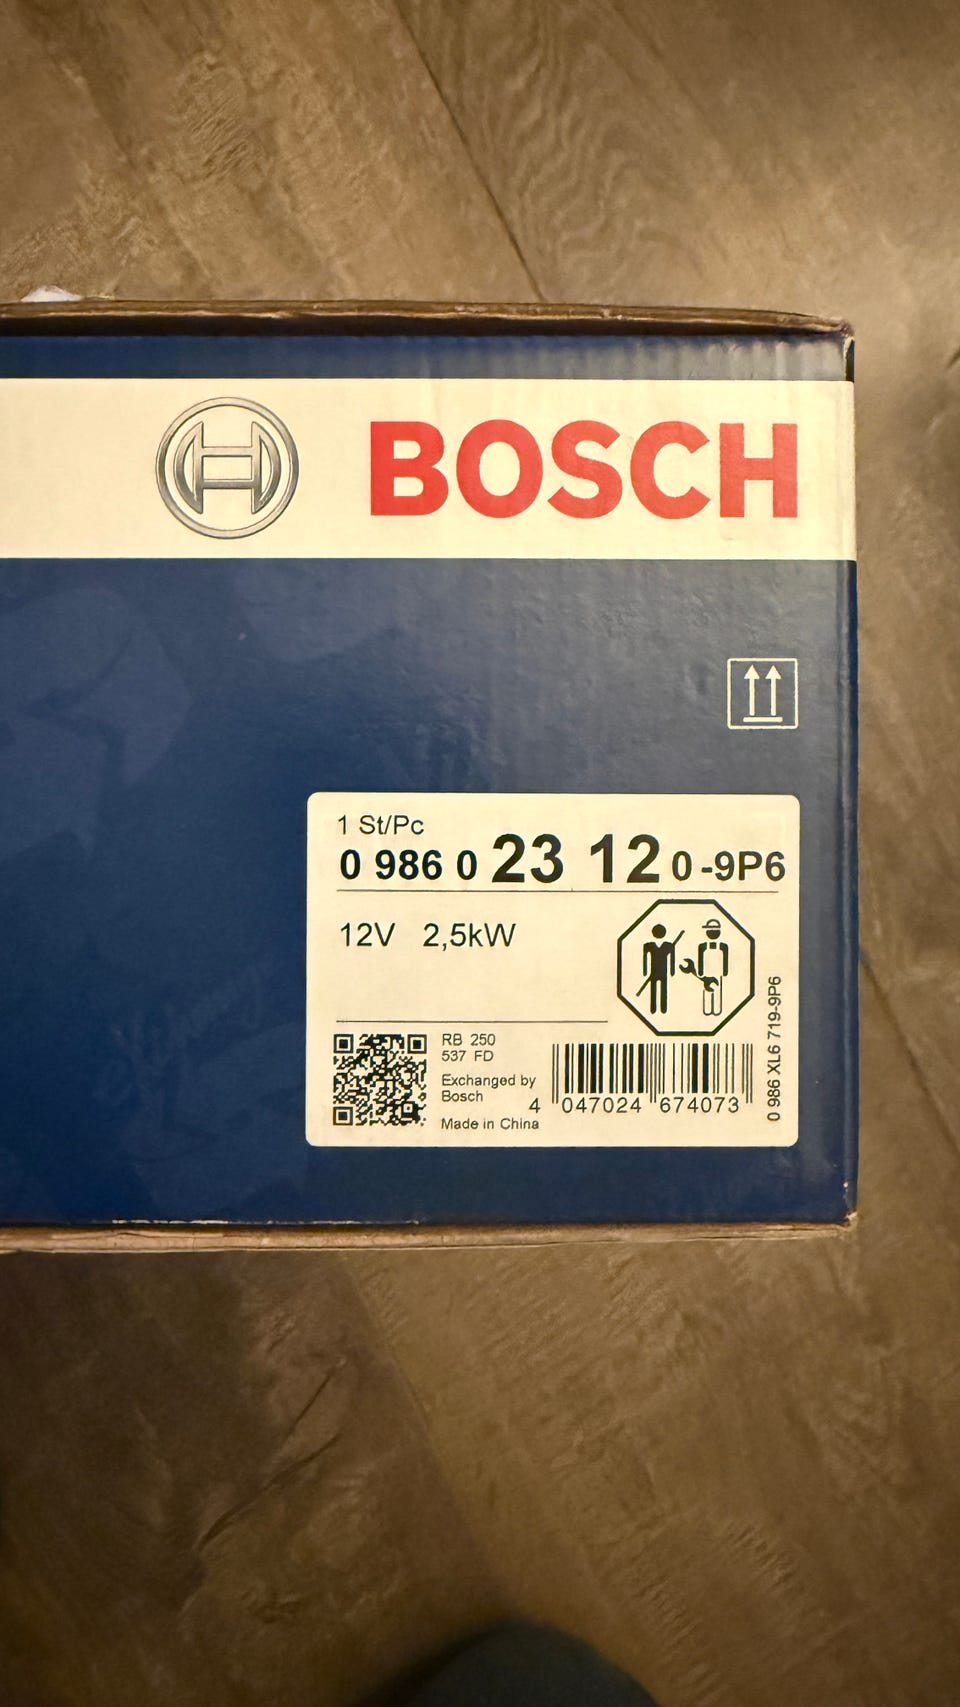 BOSCH
1 St/Pc
0 986 0 23 12 0 -9P6
12V 2,5kW
RB 250
537 FD
Exchanged by
Bosch
Made in China
4 047024 674073
0 986 XL6 719-9P6